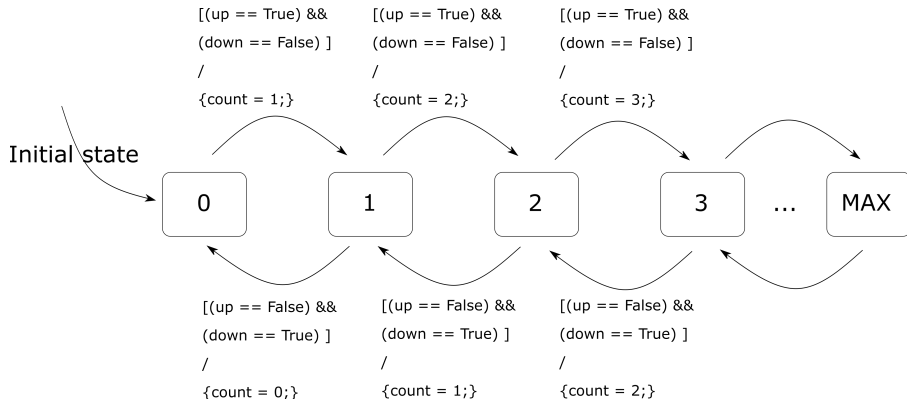 [(up == True) &&
(down == False) ]
/
{count = 1;}
[(up == True) &&
(down == False) ]
/
{count = 2;}
[(up == True) &&
(down == False) ]
/
{count = 3;}
Initial state
0
1
2
3
...
MAX
[(up == False) &&
(down == True) ]
/
{count = 0;}
[(up == False) &&
(down == True) ]
/
{count = 1;}
[(up == False) &&
(down == True) ]
/
{count = 2;}